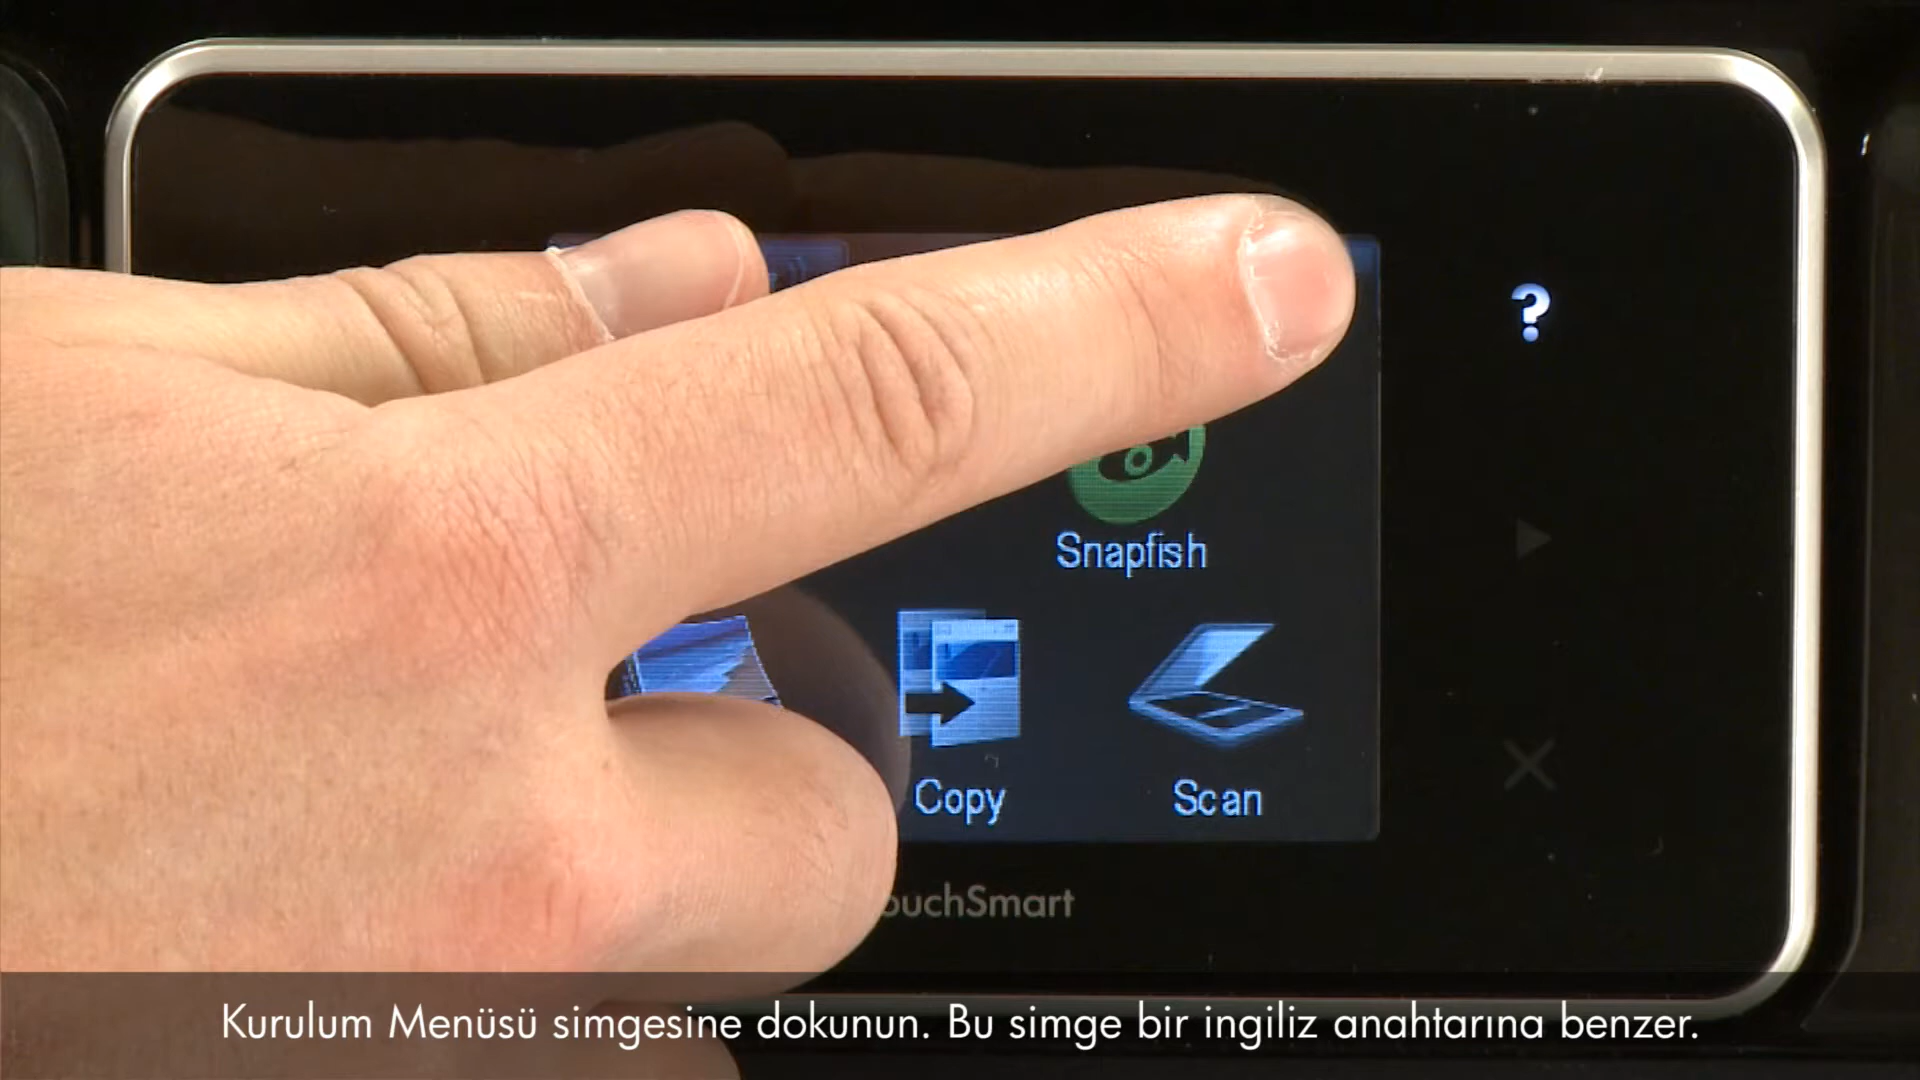 ?
Snapfish
Copy
Scan
ouchSmart
Kurulum Menüsü simgesine dokunun. Bu simge bir ingiliz anahtarına benzer.